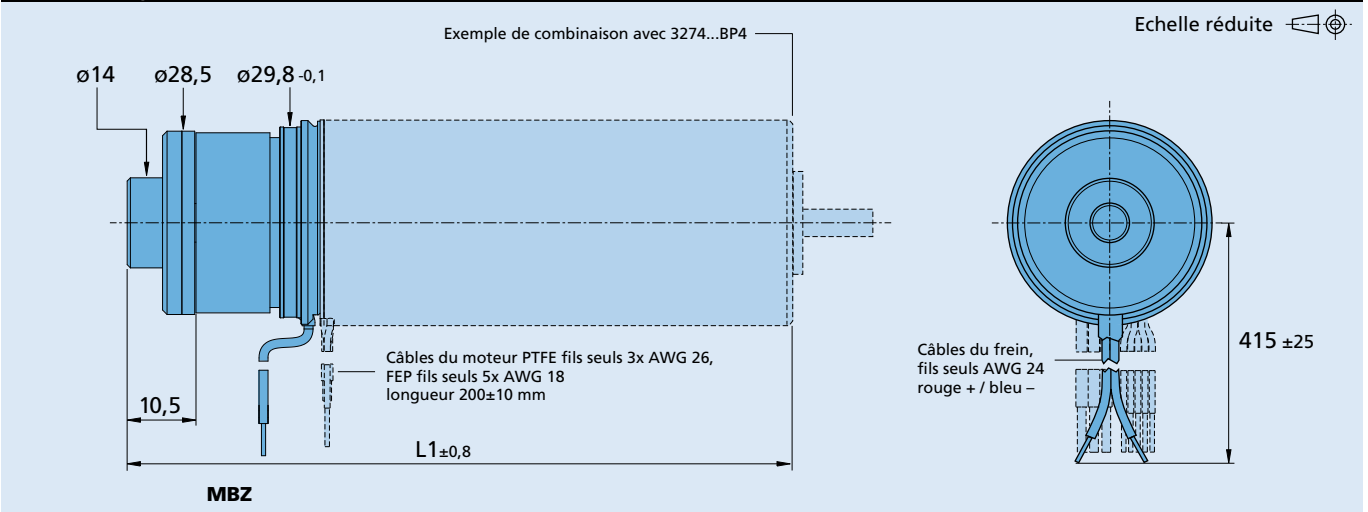 Echelle réduite
Exemple de combinaison avec 3274...BP4
ø14
ø28,5
ø29,8 -0,1
Câbles du moteur PTFE fils seuls 3x AWG 26,
FEP fils seuls 5x AWG 18
longueur 200±10 mm
Câbles du frein,
fils seuls AWG 24
rouge + / bleu –
415 ±25
10,5
L1±0,8
MBZ